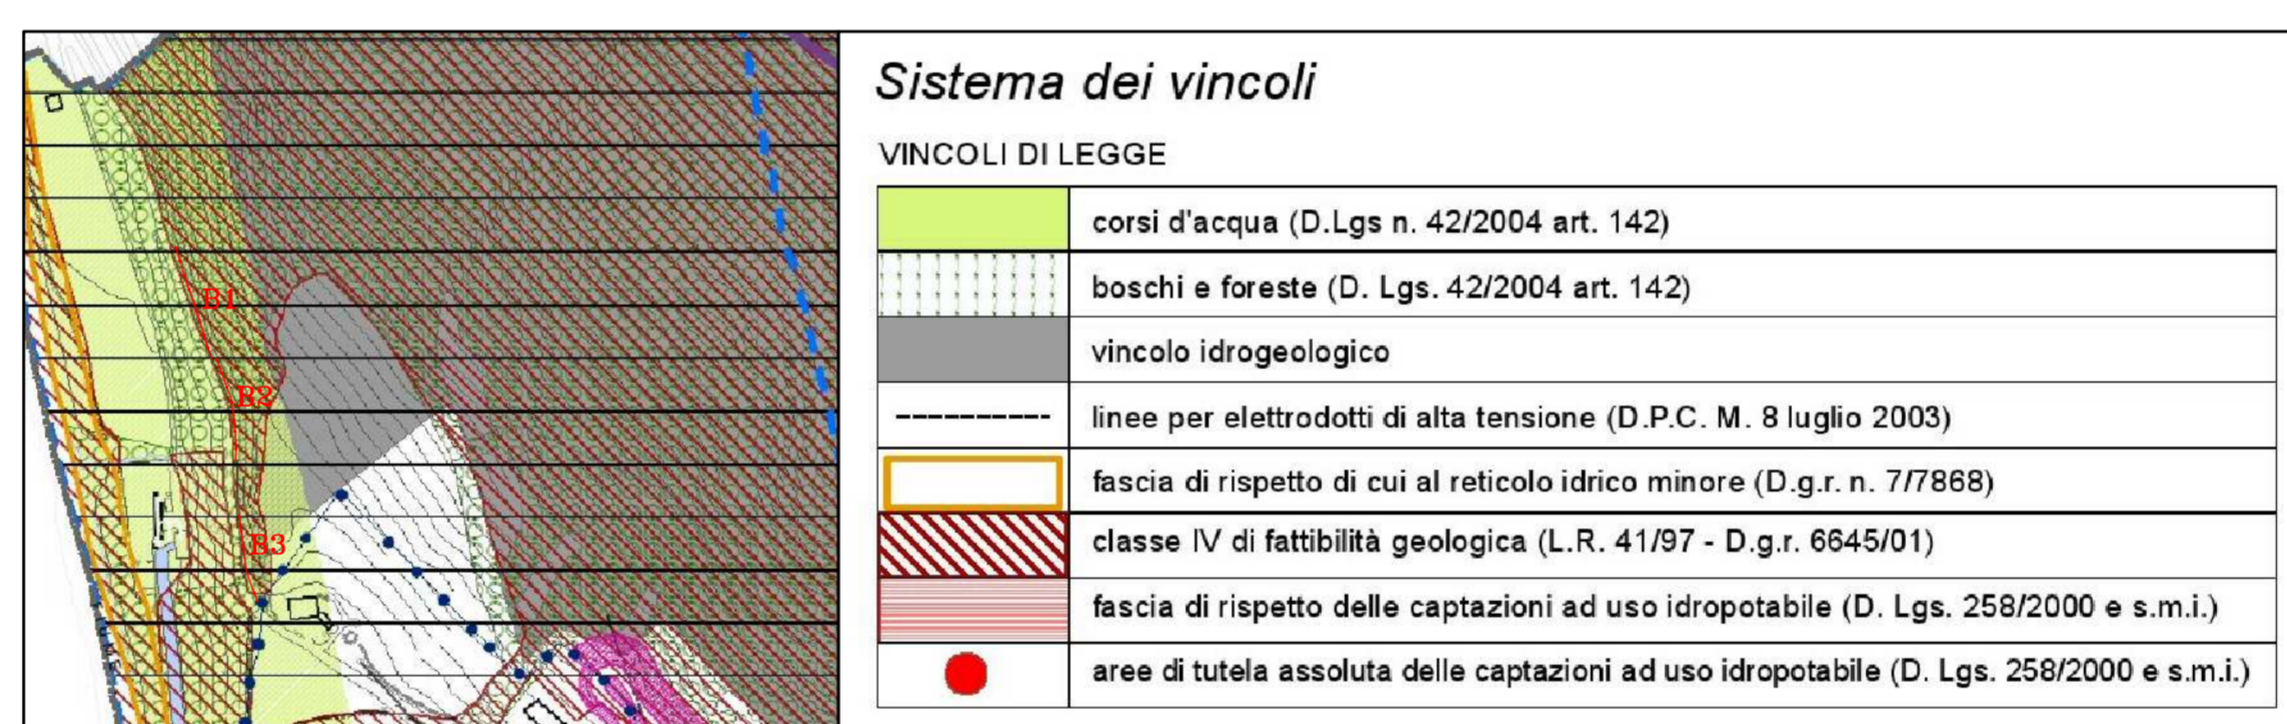 Sistema dei vincoli
VINCOLI DI LEGGE
corsi d'acqua (D.Lgs n. 42/2004 art. 142)
boschi e foreste (D. Lgs. 42/2004 art. 142)
vincolo idrogeologico
linee per elettrodotti di alta tensione (D.P.C. M. 8 luglio 2003)
fascia di rispetto di cui al reticolo idrico minore (D.g.r. n. 7/7868)
classe IV di fattibilità geologica (L.R. 41/97 - D.g.r. 6645/01)
fascia di rispetto delle captazioni ad uso idropotabile (D. Lgs. 258/2000 e s.m.i.)
aree di tutela assoluta delle captazioni ad uso idropotabile (D. Lgs. 258/2000 e s.m.i.)
B1
B2
B3